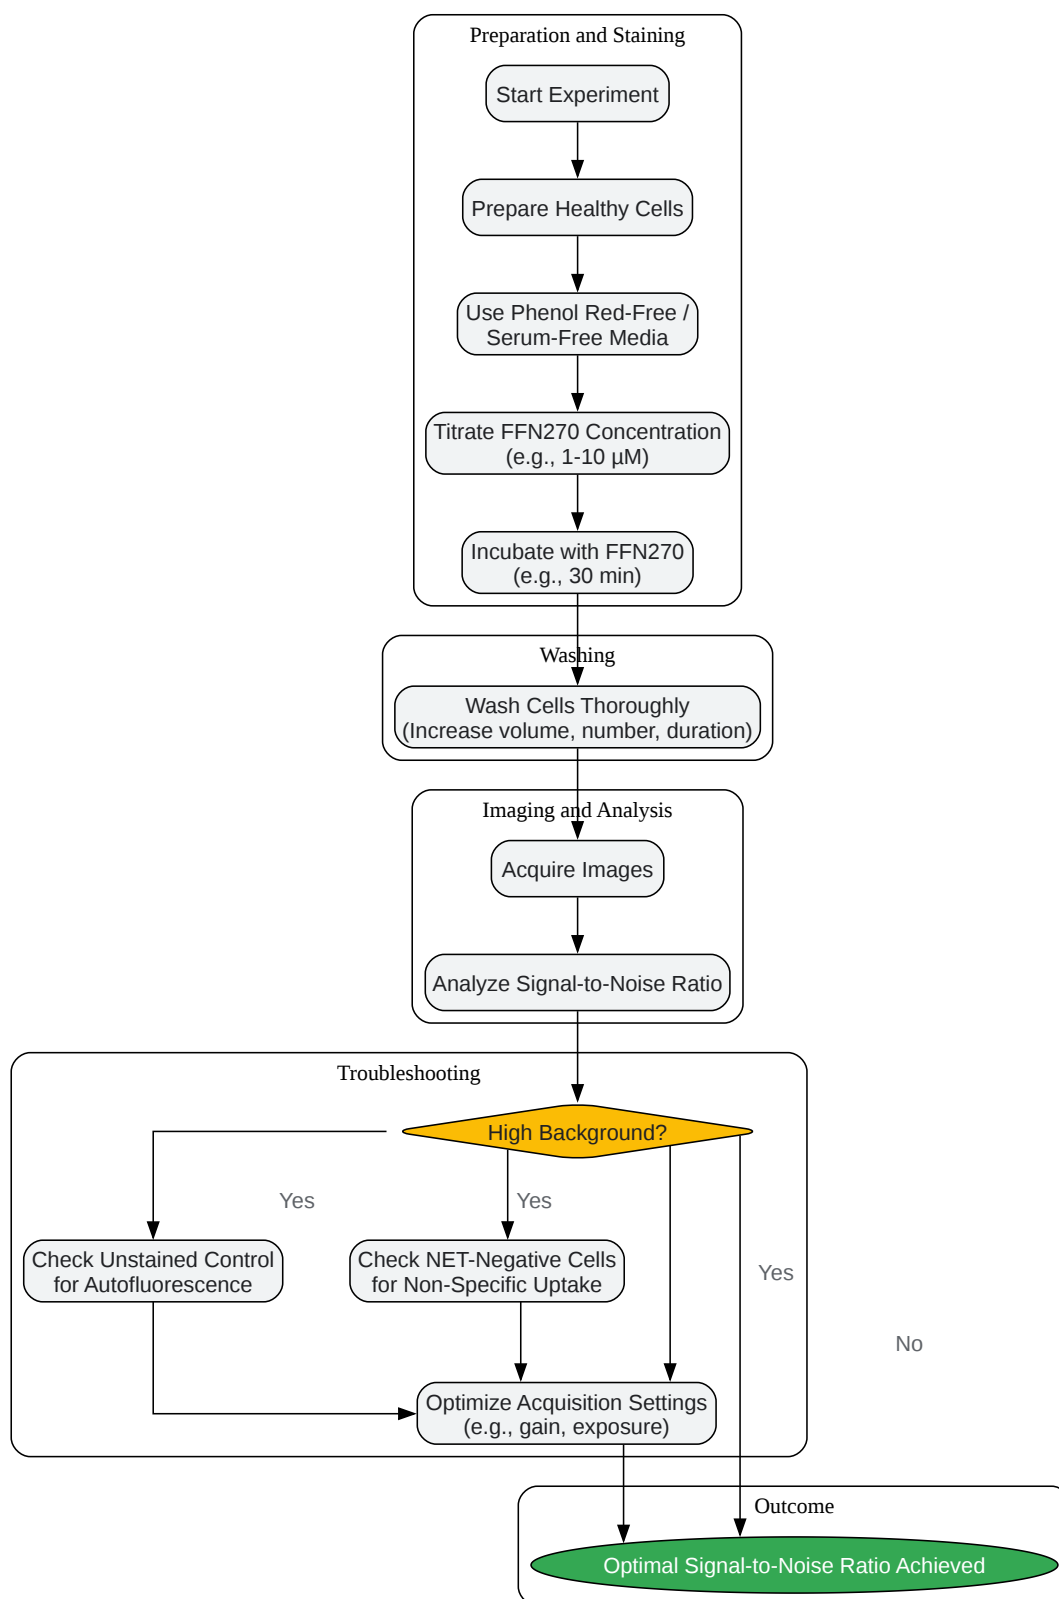 Preparation and Staining
Start Experiment
Prepare Healthy Cells
Use Phenol Red-Free /
Serum-Free Media
Titrate FFN270 Concentration
(e.g., 1-10 µM)
Incubate with FFN270
(e.g., 30 min)
Washing
Wash Cells Thoroughly
(Increase volume, number, duration)
Imaging and Analysis
Acquire Images
Analyze Signal-to-Noise Ratio
Troubleshooting
High Background?
Yes
Yes
Check Unstained Control
for Autofluorescence
Check NET-Negative Cells
for Non-Specific Uptake
Yes
No
Optimize Acquisition Settings
(e.g., gain, exposure)
Outcome
Optimal Signal-to-Noise Ratio Achieved